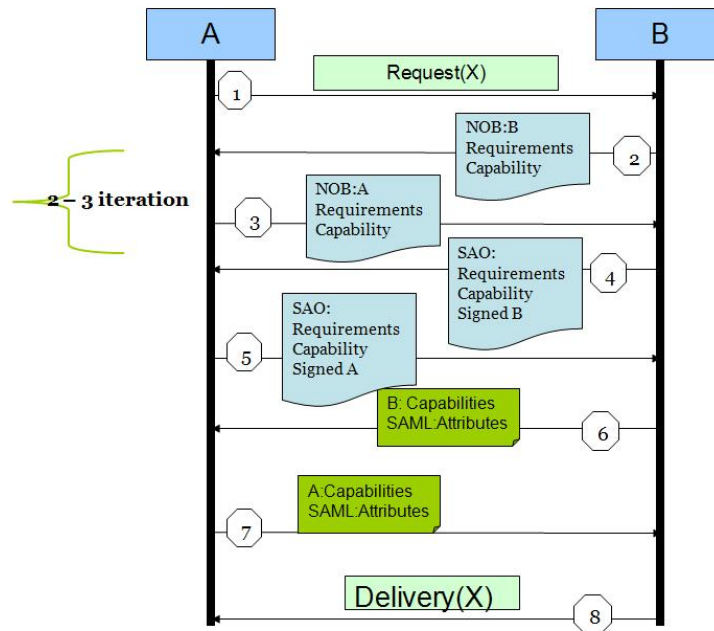 A
B
Request(X)
1
NOB:B
Requirements
Capability
2
2 – 3 iteration
NOB:A
Requirements
Capability
3
SAO:
Requirements
Capability
Signed B
4
SAO:
Requirements
Capability
Signed A
5
B: Capabilities
SAML:Attributes
6
A:Capabilities
SAML:Attributes
7
Delivery(X)
8